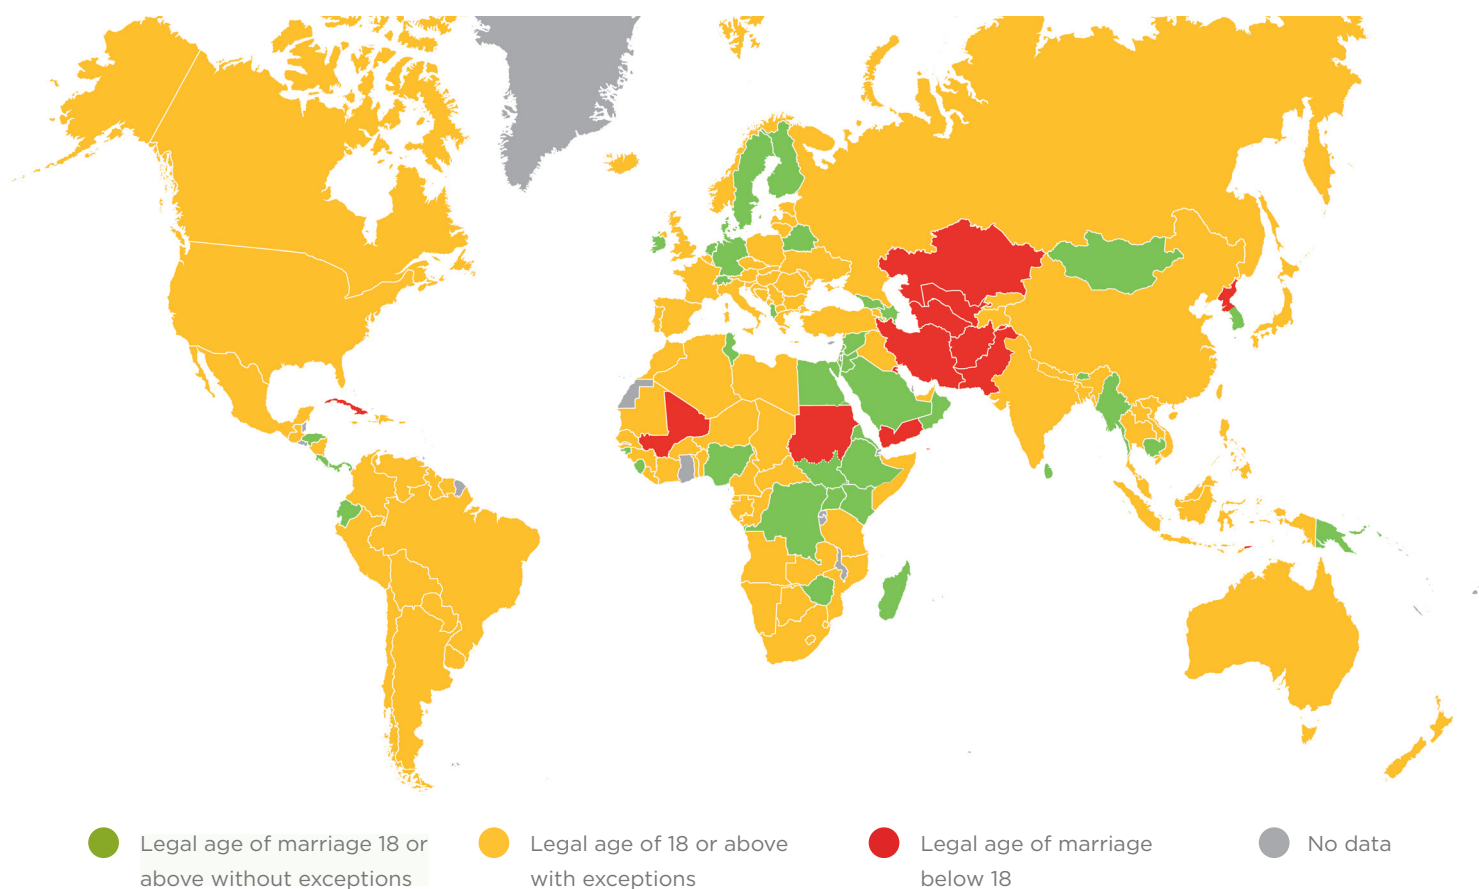 Legal age of marriage 18 or above without exceptions
Legal age of 18 or above with exceptions
Legal age of marriage below 18
No data